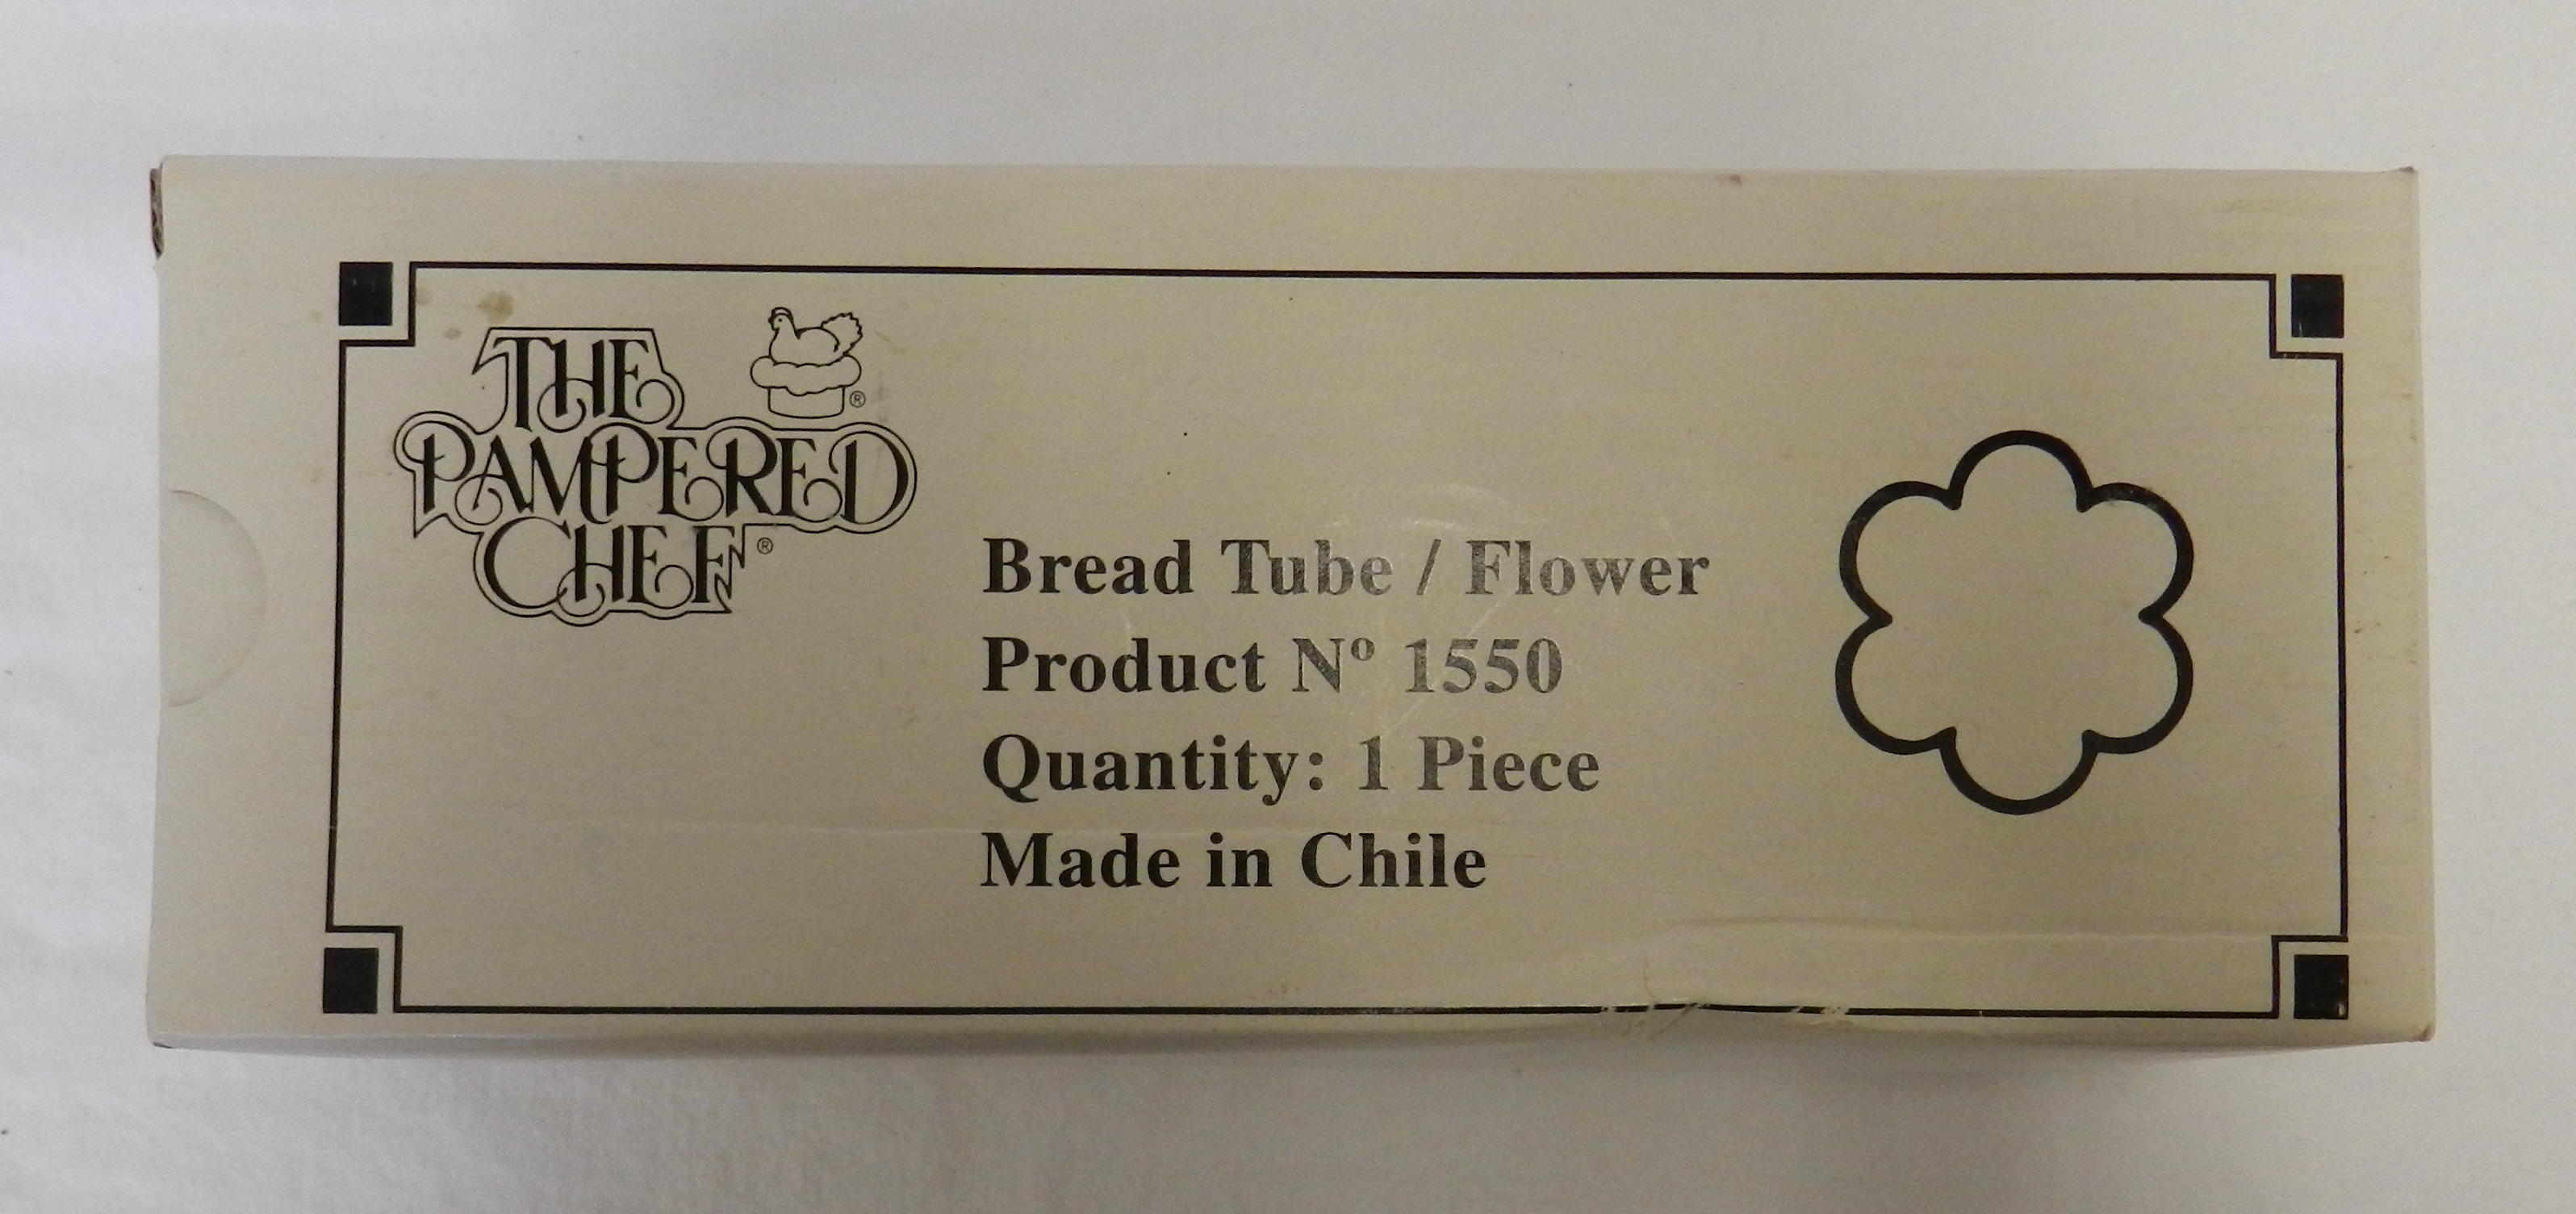 THE
PAMPERED
CHEF®
®
Bread Tube / Flower
Product Nº 1550
Quantity: 1 Piece
Made in Chile